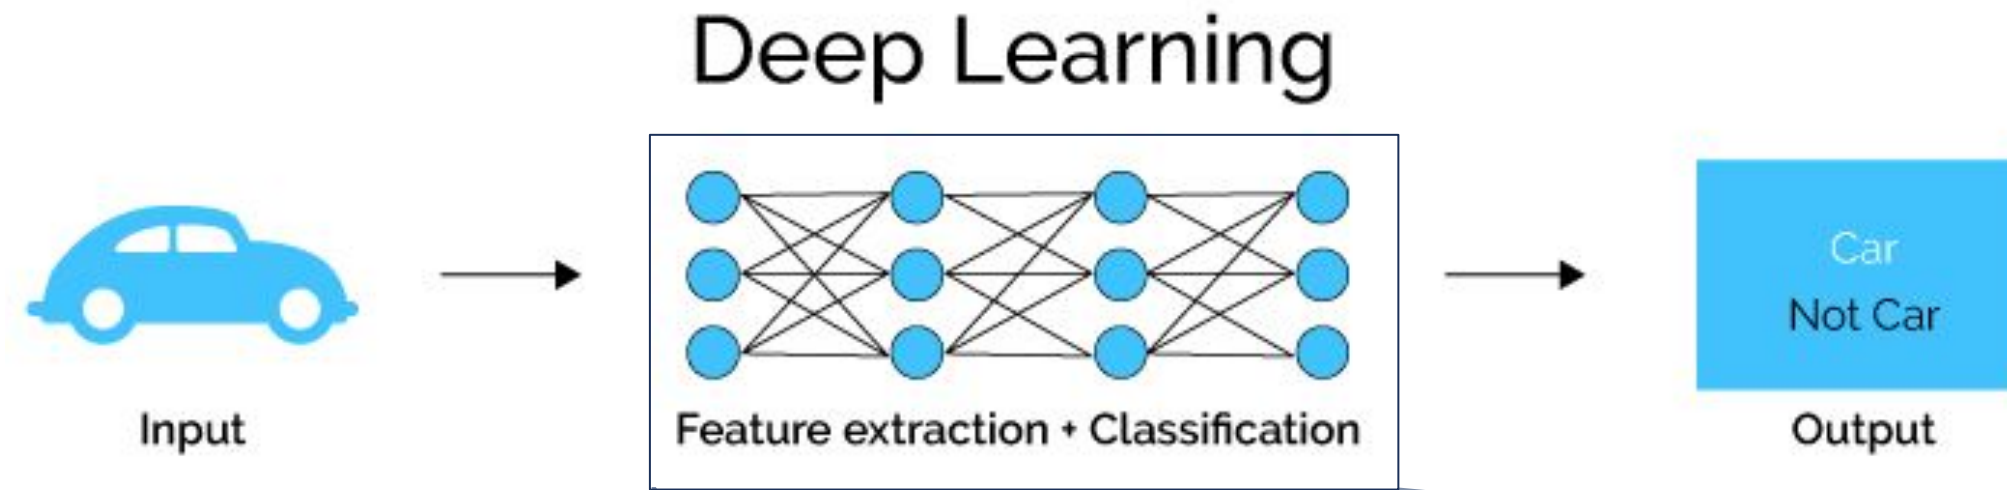 Deep Learning
Car
Not Car
Input
Feature extraction + Classification
Output